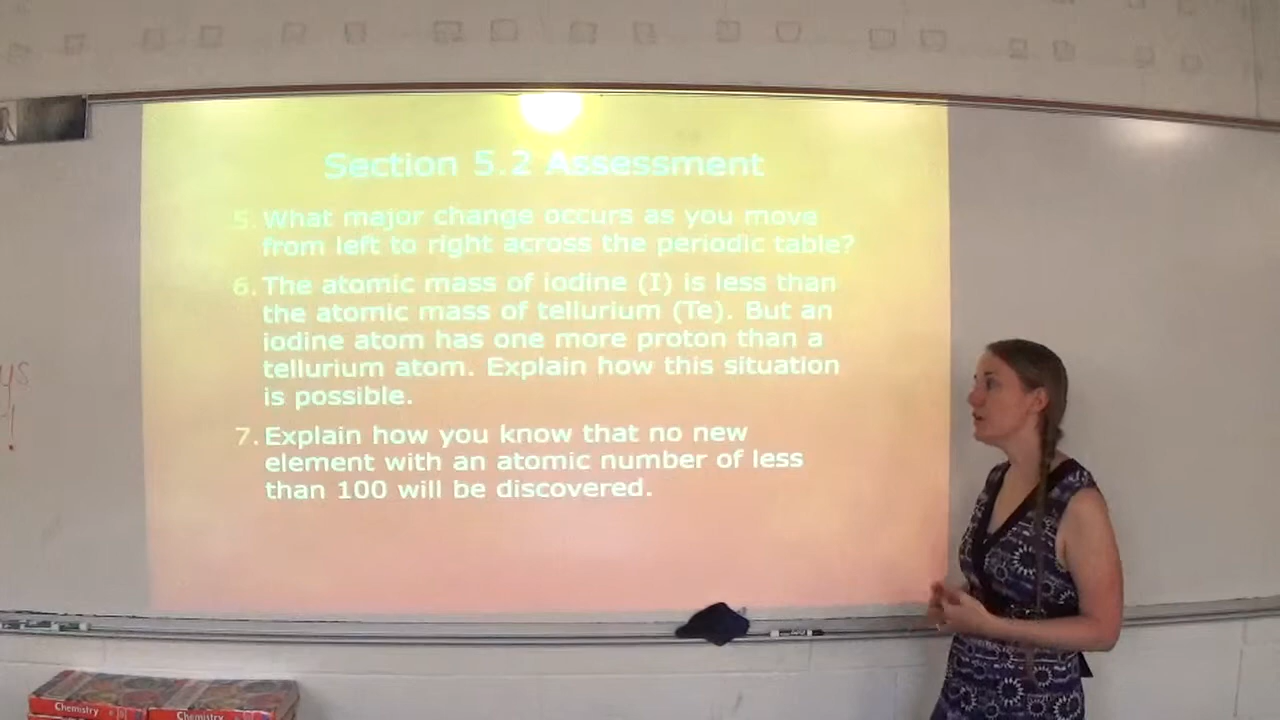 Section 5.2 Assessment
5. What major change occurs as you move
from left to right across the periodic table?
6. The atomic mass of iodine (I) is less than
the atomic mass of tellurium (Te). But an
iodine atom has one more proton than a
tellurium atom. Explain how this situation
is possible.
7. Explain how you know that no new
element with an atomic number of less
than 100 will be discovered.
Chemistry
Chemistry